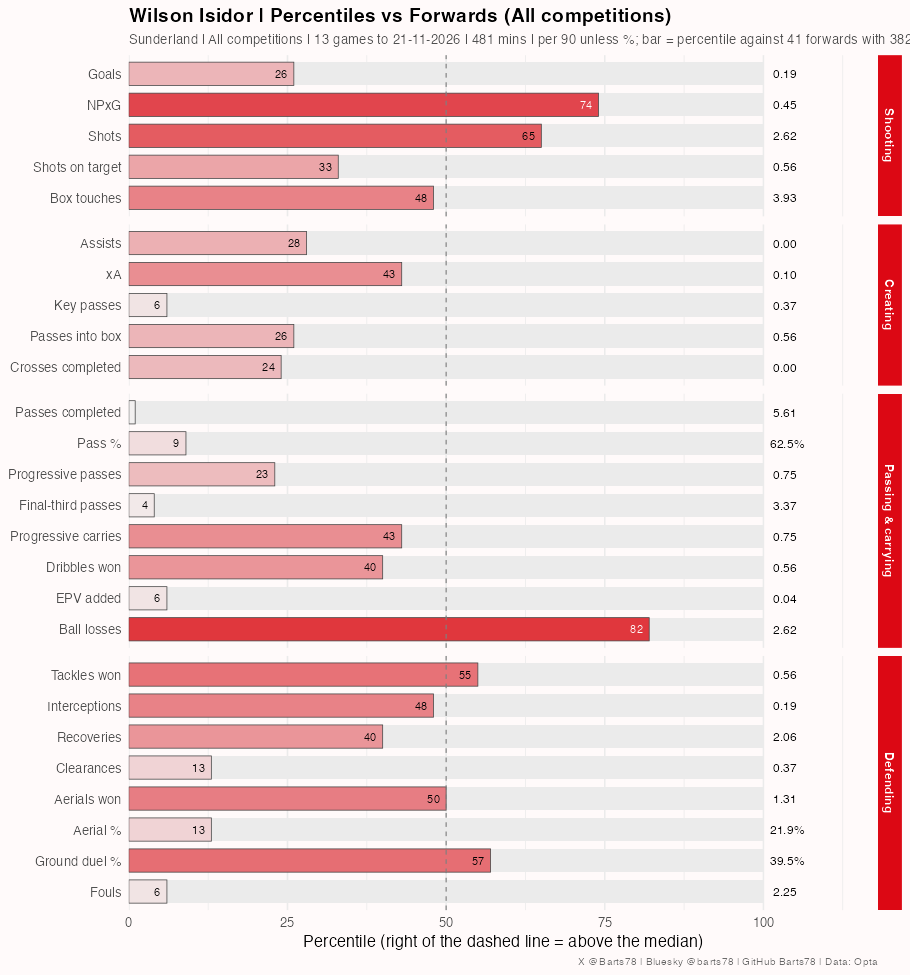 Wilson Isidor | Percentiles vs Forwards (All competitions)
Sunderland | All competitions | 13 games to 21-11-2026 | 481 mins | per 90 unless %; bar = percentile against 41 forwards with 382
Shooting
Goals 26 0.19
NPxG 74 0.45
Shots 65 2.62
Shots on target 33 0.56
Box touches 48 3.93
Creating
Assists 28 0.00
xA 43 0.10
Key passes 6 0.37
Passes into box 26 0.56
Crosses completed 24 0.00
Passing & carrying
Passes completed 5.61
Pass % 9 62.5%
Progressive passes 23 0.75
Final-third passes 4 3.37
Progressive carries 43 0.75
Dribbles won 40 0.56
EPV added 6 0.04
Ball losses 82 2.62
Defending
Tackles won 55 0.56
Interceptions 48 0.19
Recoveries 40 2.06
Clearances 13 0.37
Aerials won 50 1.31
Aerial % 13 21.9%
Ground duel % 57 39.5%
Fouls 6 2.25
0 25 50 75 100
Percentile (right of the dashed line = above the median)
X @Barts78 | Bluesky @barts78 | GitHub Barts78 | Data: Opta